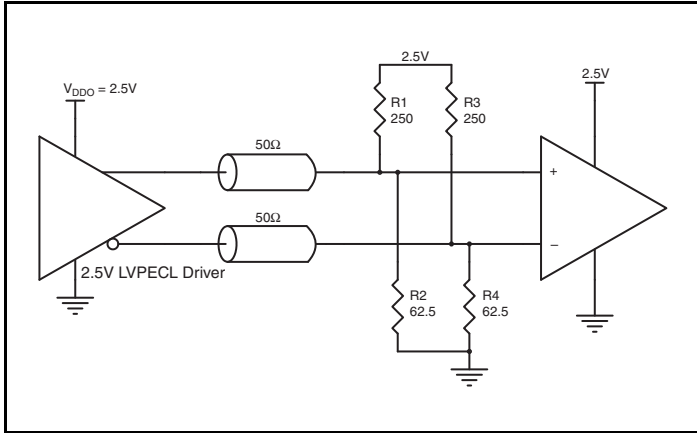 2.5V
V_DDO = 2.5V
2.5V
R1
250
R3
250
50Ω
+
50Ω
–
2.5V LVPECL Driver
R2
62.5
R4
62.5